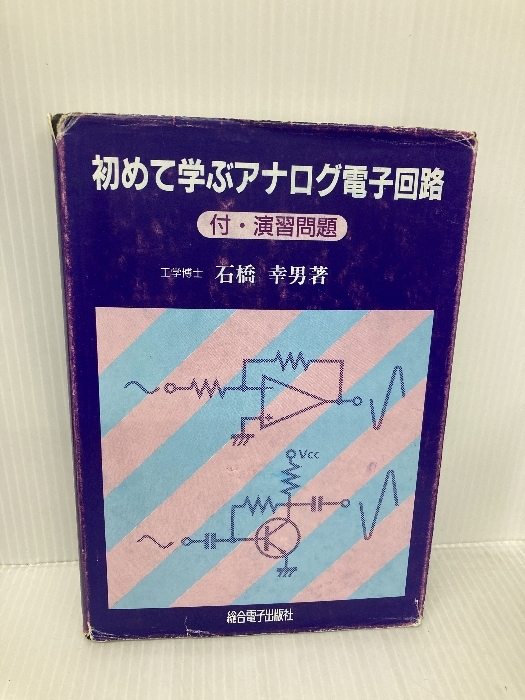 初めて学ぶアナログ電子回路
付・演習問題
工学博士 石橋 幸男著
Vcc
総合電子出版社